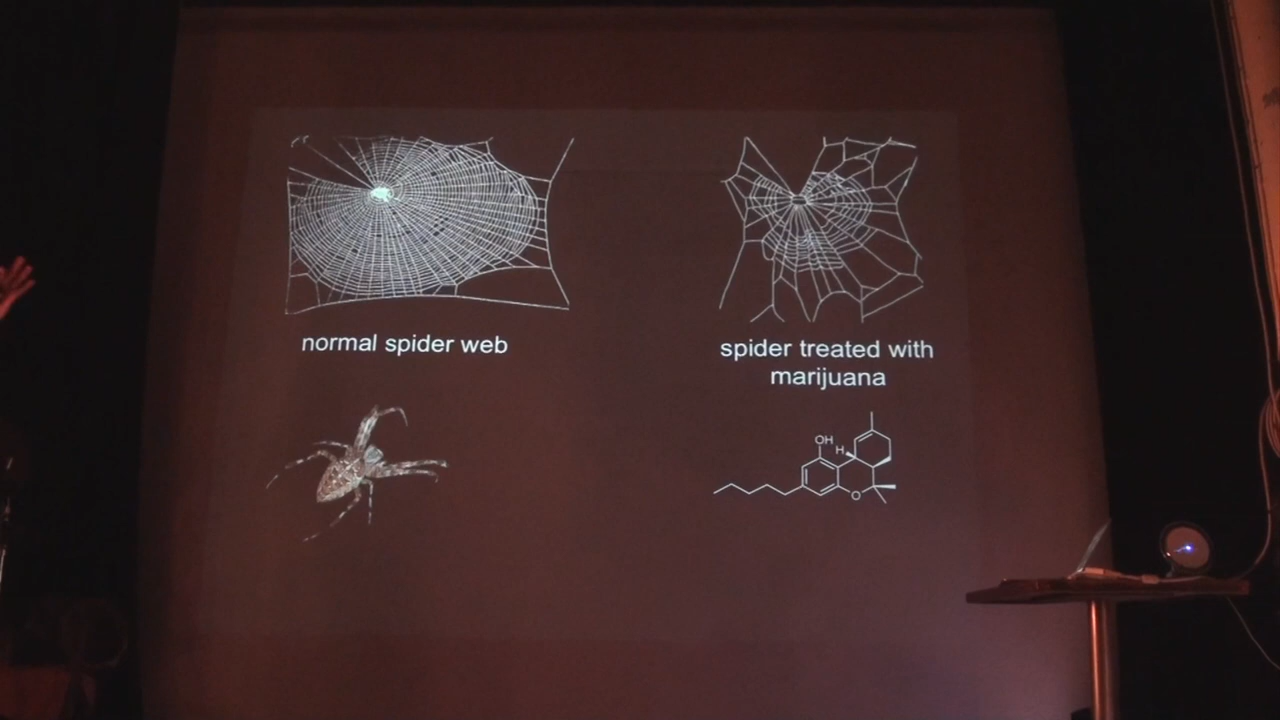 normal spider web
spider treated with
marijuana
OH
H
O